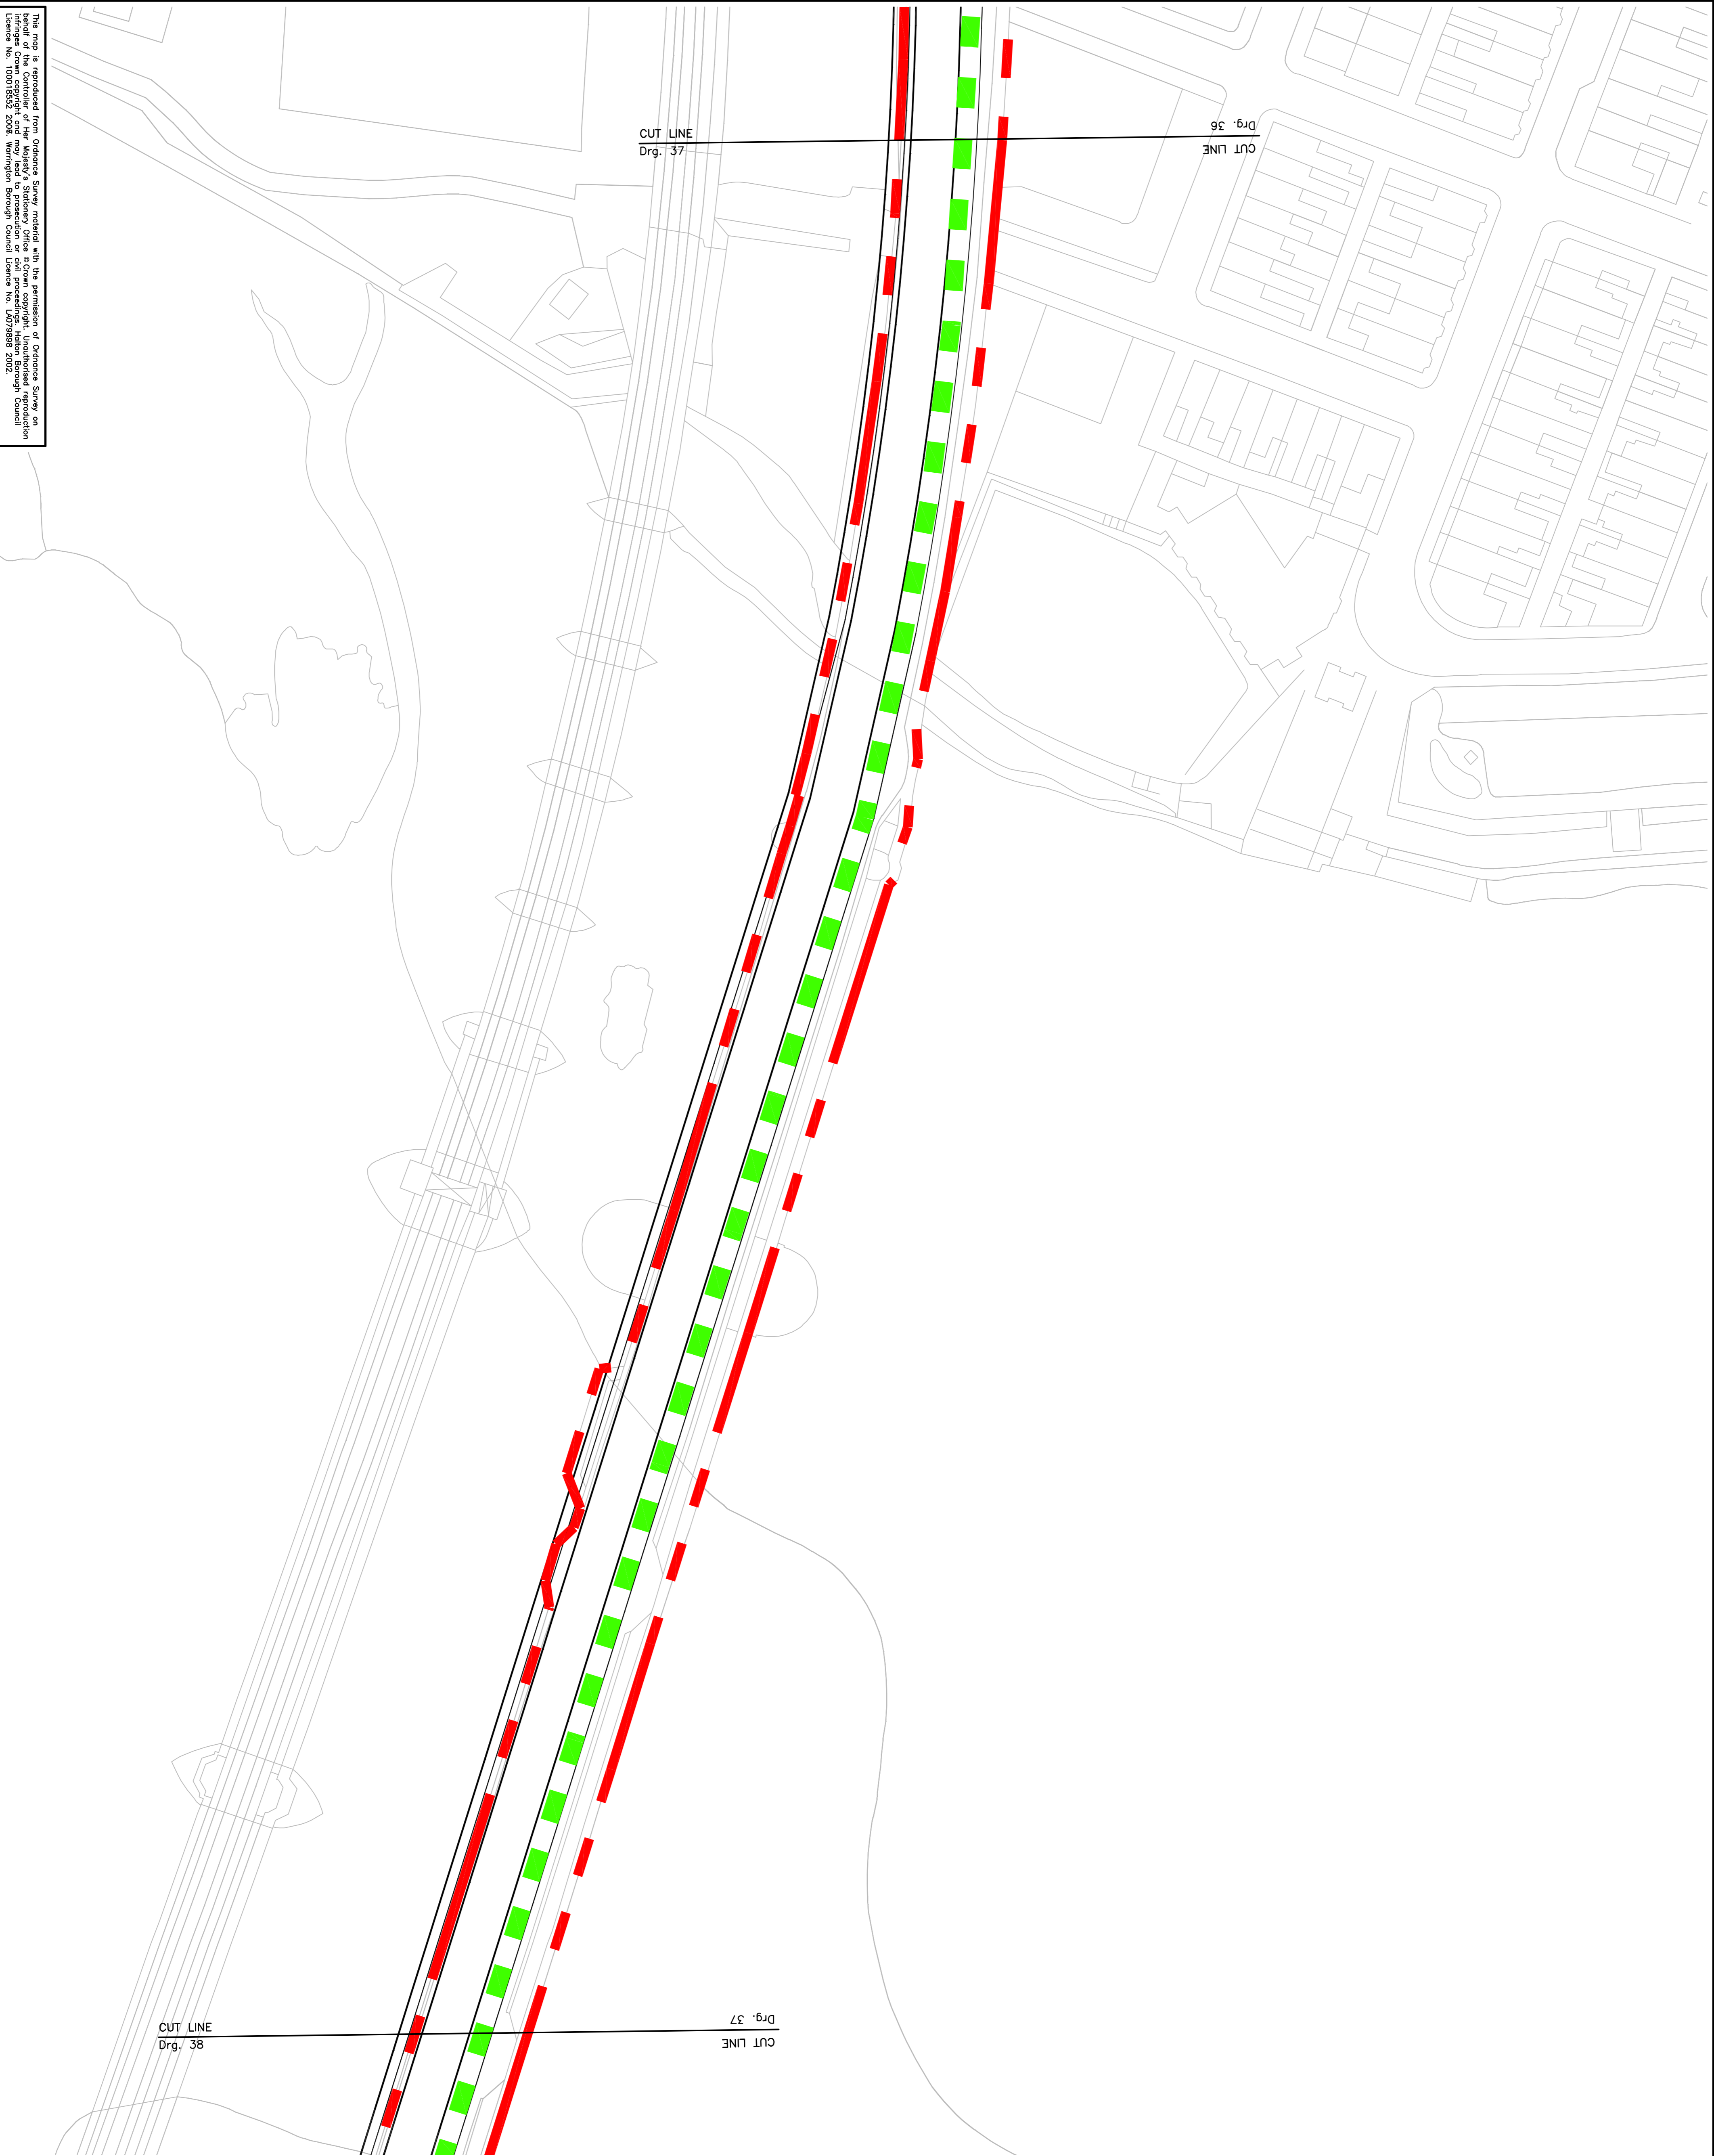 This map is reproduced from Ordnance Survey material with the permission of Ordnance Survey on
behalf of the Controller of Her Majesty's Stationery Office © Crown copyright. Unauthorised reproduction
infringes Crown copyright and may lead to prosecution or civil proceedings. Halton Borough Council
Licence No. 100018552 2008. Warrington Borough Council Licence No. LA079898 2002.
CUT LINE
Drg. 37
Drg. 36
CUT LINE
CUT LINE
Drg. 38
Drg. 37
CUT LINE